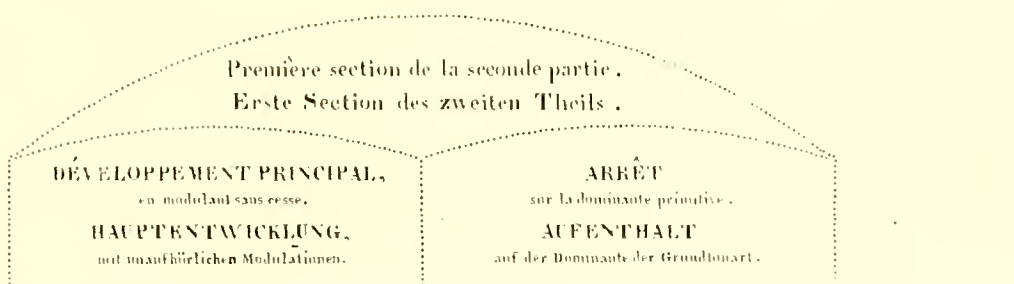 Première section de la seconde partie.
Erste Section des zweiten Theils.
DÉVELOPPEMENT PRINCIPAL,
en modulant sans cesse.
HAUPTENTWICKLUNG,
mit unaufhörlichen Modulationen.
ARRÊT
sur la dominante primitive.
AUFENTHALT
auf der Dominante der Grundtonart.